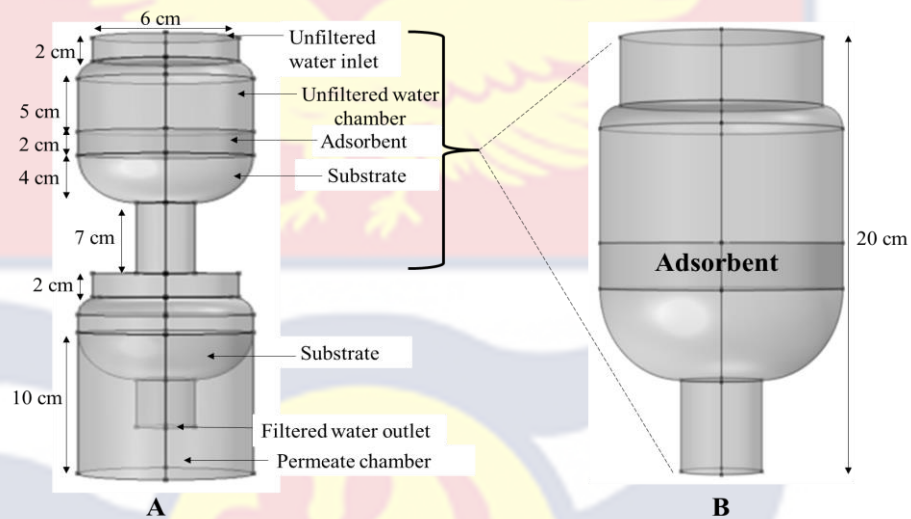 6 cm
2 cm
Unfiltered
water inlet
5 cm
Unfiltered water
chamber
2 cm
Adsorbent
4 cm
Substrate
7 cm
2 cm
Substrate
10 cm
Filtered water outlet
Permeate chamber
A
Adsorbent
20 cm
B